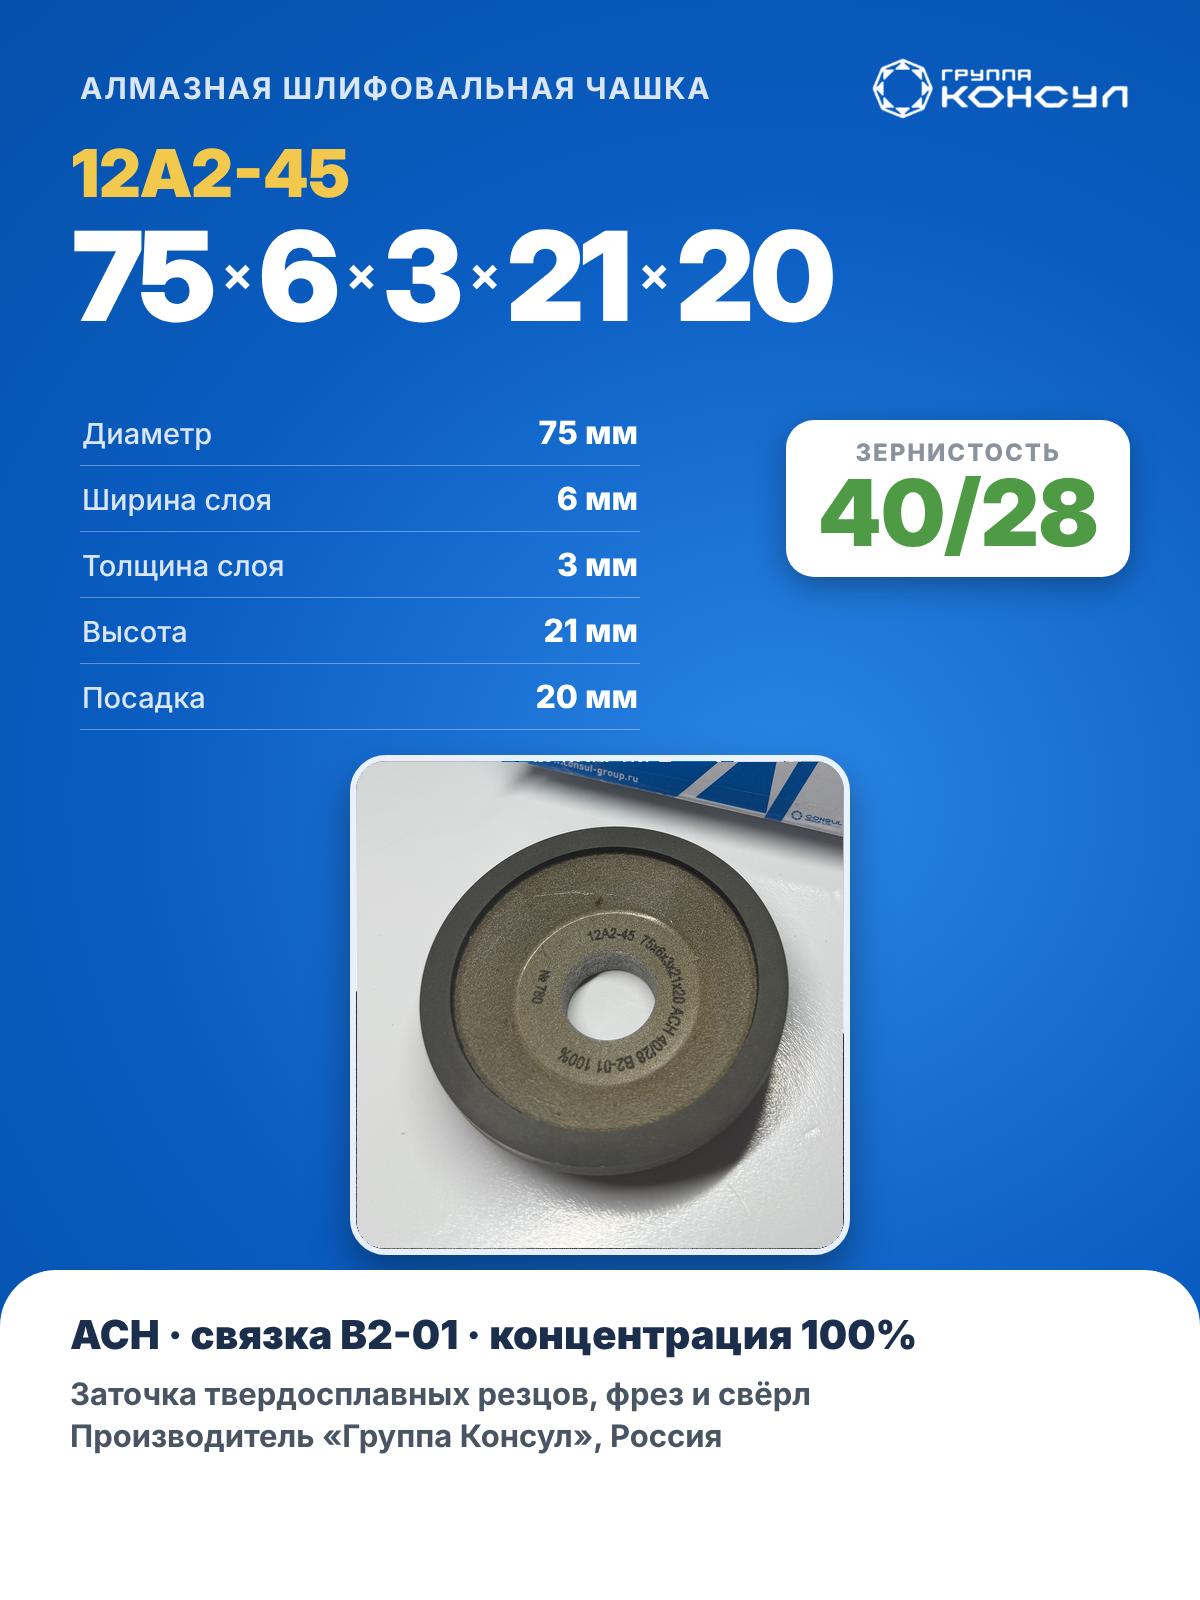 АЛМАЗНАЯ ШЛИФОВАЛЬНАЯ ЧАШКА
ГРУППА
КОНСУЛ
12А2-45
75×6×3×21×20
Диаметр 75 мм
Ширина слоя 6 мм
Толщина слоя 3 мм
Высота 21 мм
Посадка 20 мм
ЗЕРНИСТОСТЬ
40/28
consul-group.ru
CONSUL
12А2-45 75х6х3х21х20 АСН 40/28 В2-01 100%
№ 780
АСН · связка В2-01 · концентрация 100%
Заточка твердосплавных резцов, фрез и свёрл
Производитель «Группа Консул», Россия